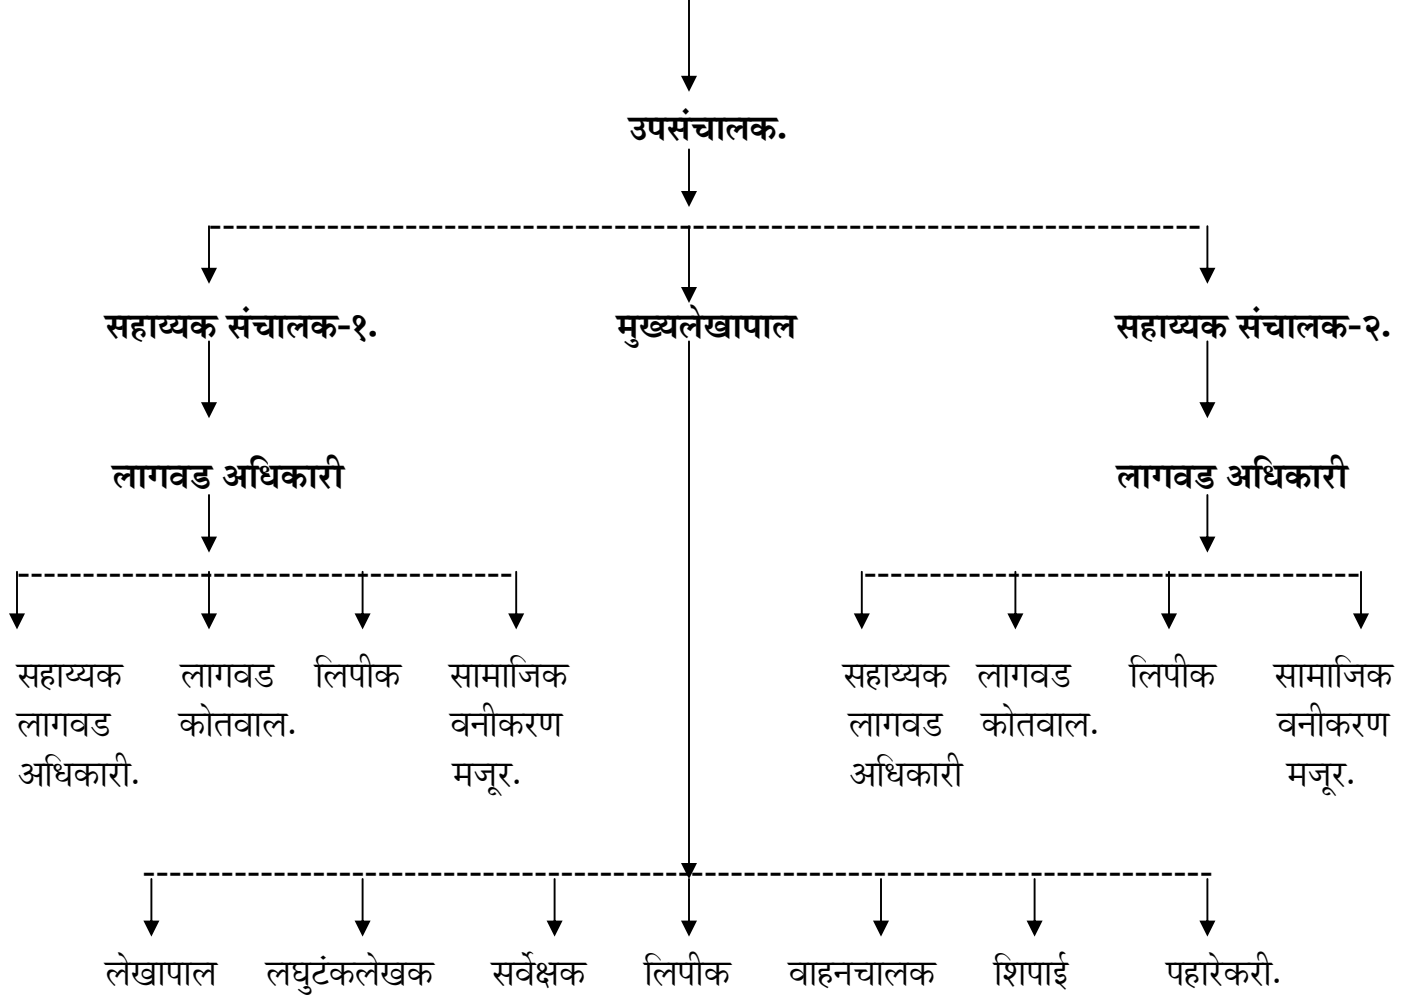 उपसंचालक.
सहाय्यक संचालक-१. मुख्यलेखापाल सहाय्यक संचालक-२.
लागवड अधिकारी लागवड अधिकारी
सहाय्यक लागवड लिपीक सामाजिक सहाय्यक लागवड लिपीक सामाजिक
लागवड कोतवाल. वनीकरण लागवड कोतवाल. वनीकरण
अधिकारी. मजूर. अधिकारी मजूर.
लेखापाल लघुटंकलेखक सर्वेक्षक लिपीक वाहनचालक शिपाई पहारेकरी.